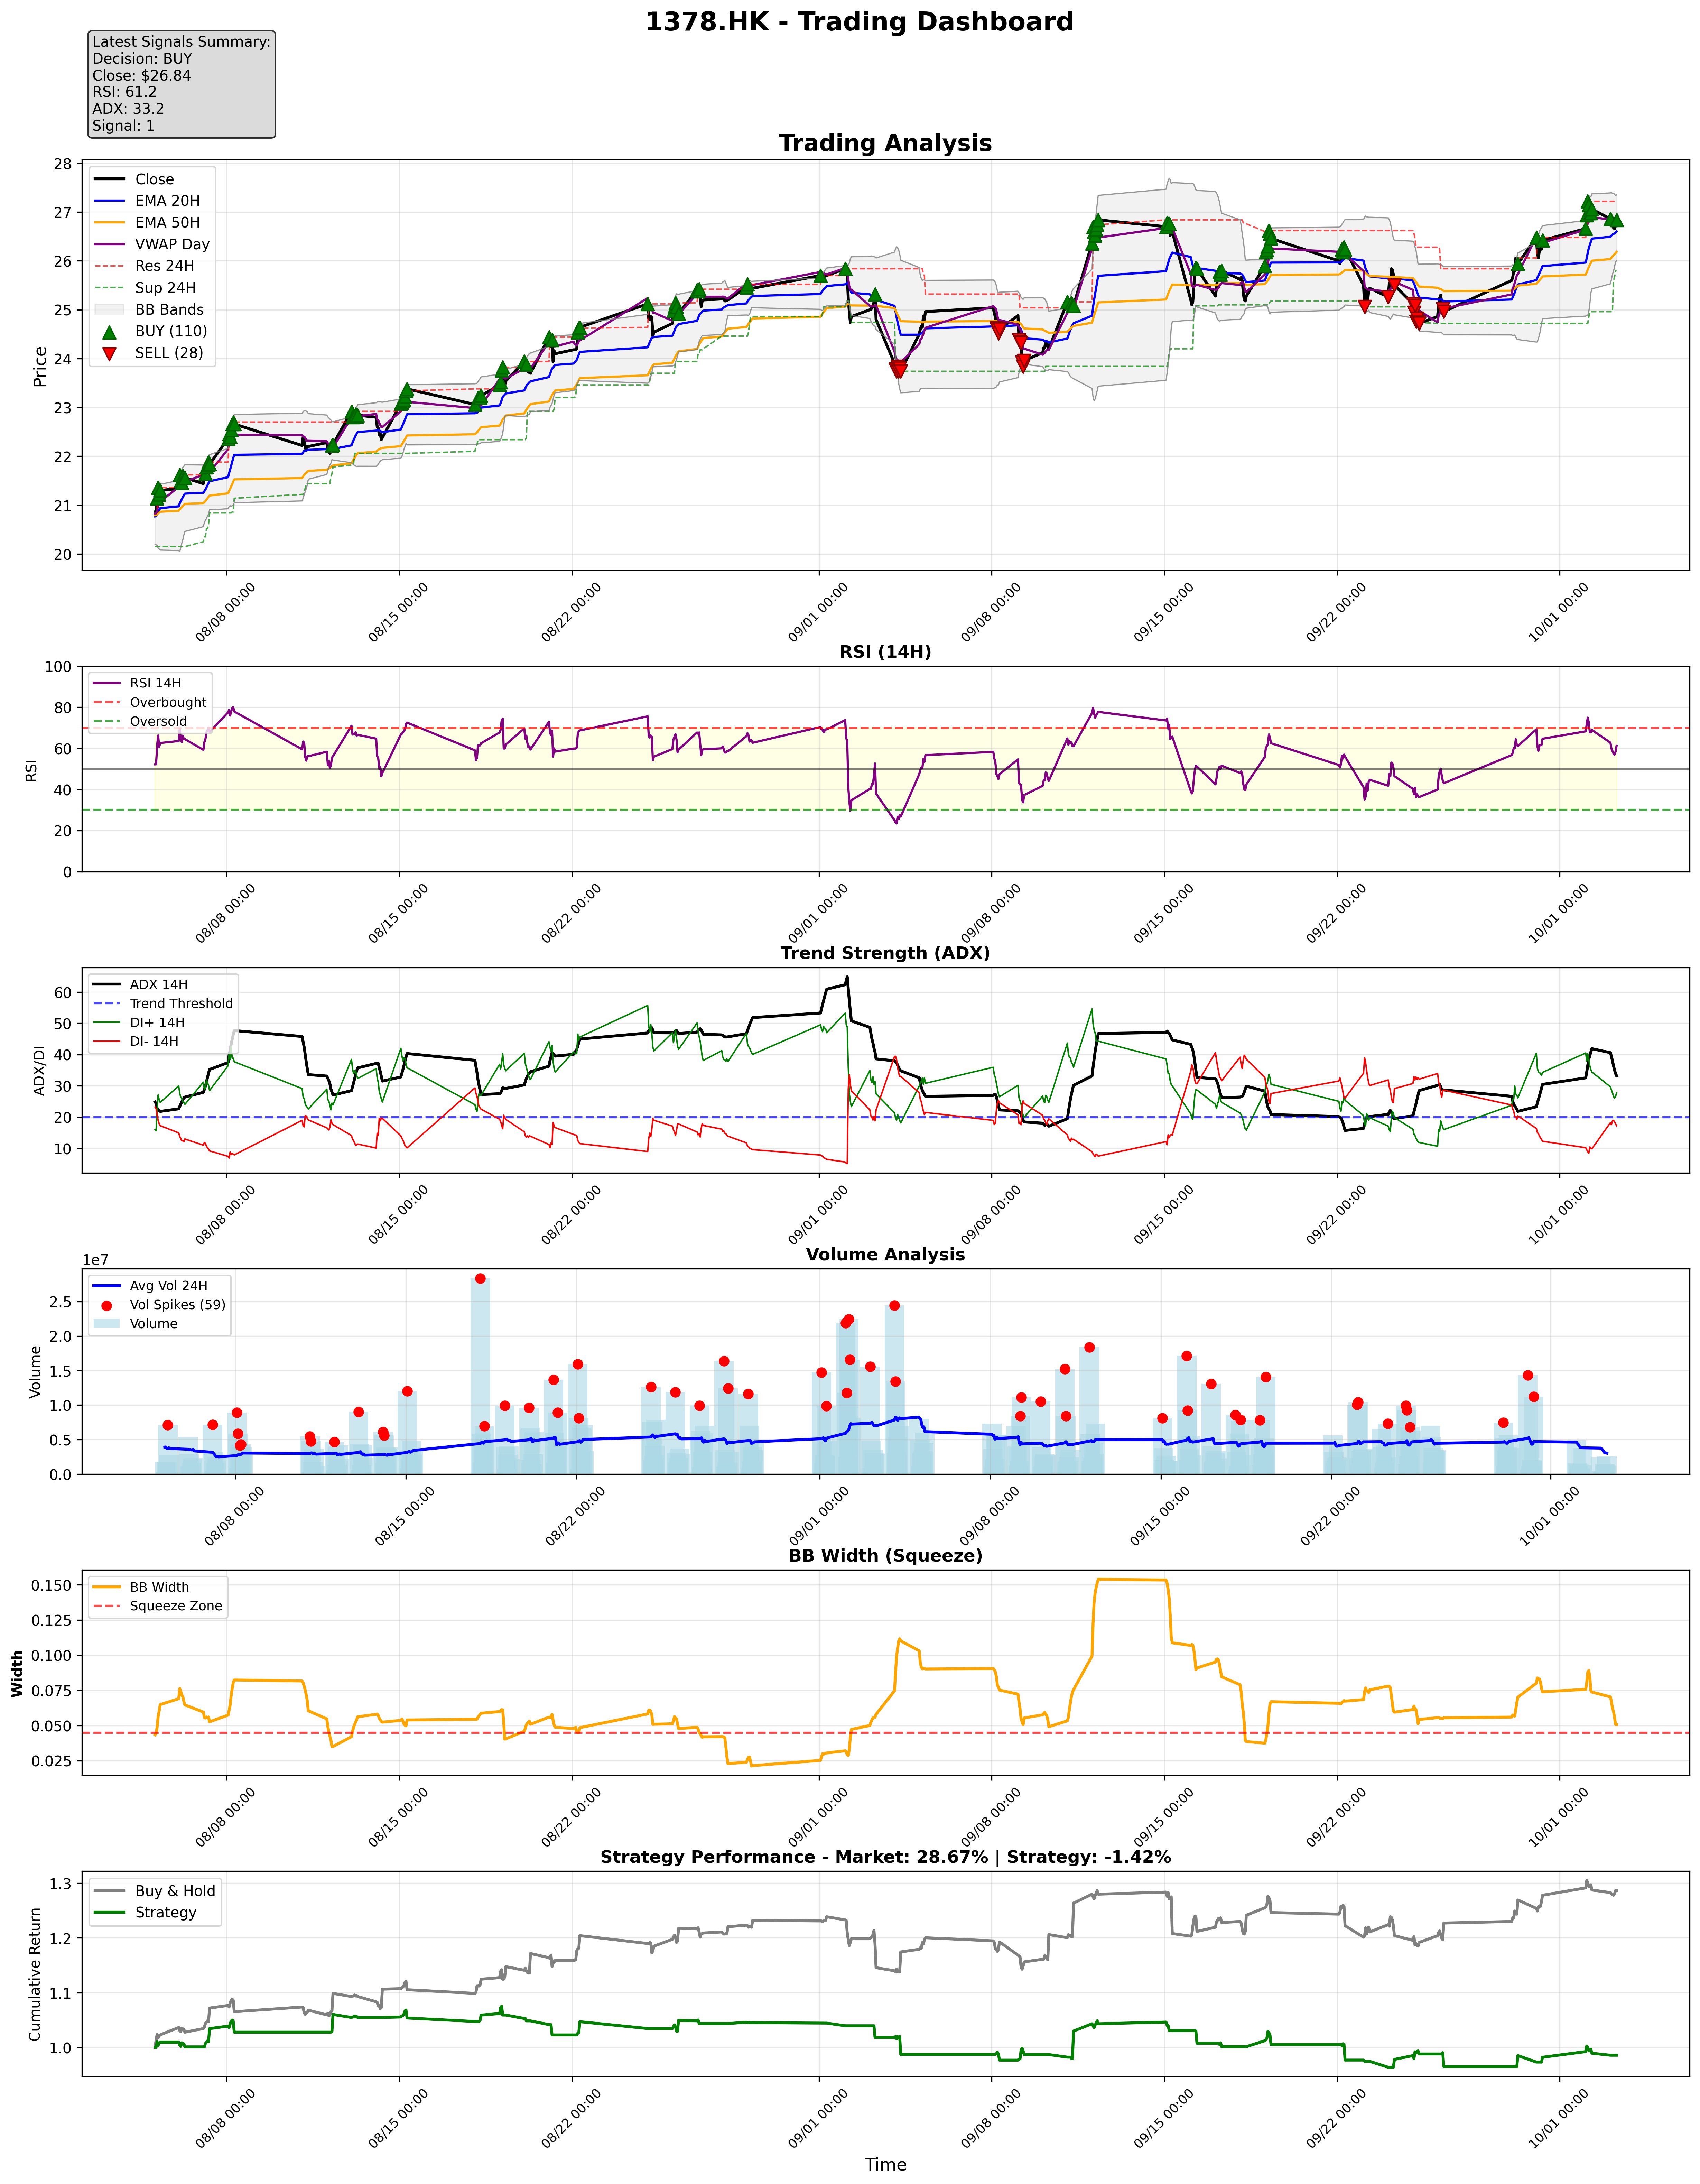 1378.HK - Trading Dashboard
Latest Signals Summary:
Decision: BUY
Close: $26.84
RSI: 61.2
ADX: 33.2
Signal: 1
Trading Analysis
Close
EMA 20H
EMA 50H
VWAP Day
Res 24H
Sup 24H
BB Bands
BUY (110)
SELL (28)
Price
28
27
26
25
24
23
22
21
20
08/08 00:00
08/15 00:00
08/22 00:00
09/01 00:00
09/08 00:00
09/15 00:00
09/22 00:00
10/01 00:00
RSI (14H)
RSI 14H
Overbought
Oversold
RSI
100
80
60
40
20
0
08/08 00:00
08/15 00:00
08/22 00:00
09/01 00:00
09/08 00:00
09/15 00:00
09/22 00:00
10/01 00:00
Trend Strength (ADX)
ADX 14H
Trend Threshold
DI+ 14H
DI- 14H
ADX/DI
60
50
40
30
20
10
08/08 00:00
08/15 00:00
08/22 00:00
09/01 00:00
09/08 00:00
09/15 00:00
09/22 00:00
10/01 00:00
Volume Analysis
1e7
Avg Vol 24H
Vol Spikes (59)
Volume
Volume
2.5
2.0
1.5
1.0
0.5
0.0
08/08 00:00
08/15 00:00
08/22 00:00
09/01 00:00
09/08 00:00
09/15 00:00
09/22 00:00
10/01 00:00
BB Width (Squeeze)
BB Width
Squeeze Zone
Width
0.150
0.125
0.100
0.075
0.050
0.025
08/08 00:00
08/15 00:00
08/22 00:00
09/01 00:00
09/08 00:00
09/15 00:00
09/22 00:00
10/01 00:00
Strategy Performance - Market: 28.67% | Strategy: -1.42%
Buy & Hold
Strategy
Cumulative Return
1.3
1.2
1.1
1.0
08/08 00:00
08/15 00:00
08/22 00:00
09/01 00:00
09/08 00:00
09/15 00:00
09/22 00:00
10/01 00:00
Time